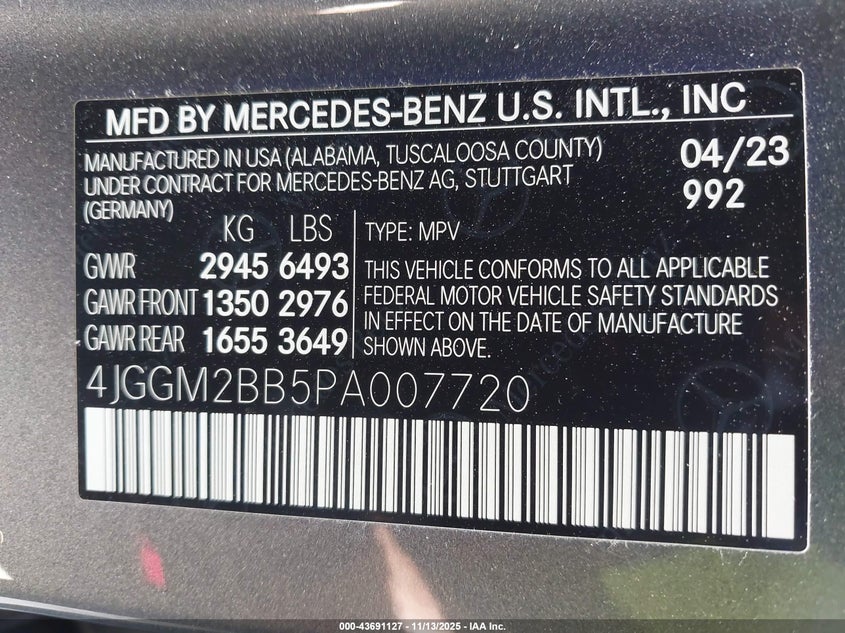 MFD BY MERCEDES-BENZ U.S. INTL., INC
MANUFACTURED IN USA (ALABAMA, TUSCALOOSA COUNTY)
UNDER CONTRACT FOR MERCEDES-BENZ AG, STUTTGART
(GERMANY)
04/23
992
KG LBS
GVWR 2945 6493
GAWR FRONT 1350 2976
GAWR REAR 1655 3649
TYPE: MPV
THIS VEHICLE CONFORMS TO ALL APPLICABLE
FEDERAL MOTOR VEHICLE SAFETY STANDARDS
IN EFFECT ON THE DATE OF MANUFACTURE
SHOWN ABOVE.
4JGGM2BB5PA007720
000-43691127 - 11/13/2025 - IAA Inc.